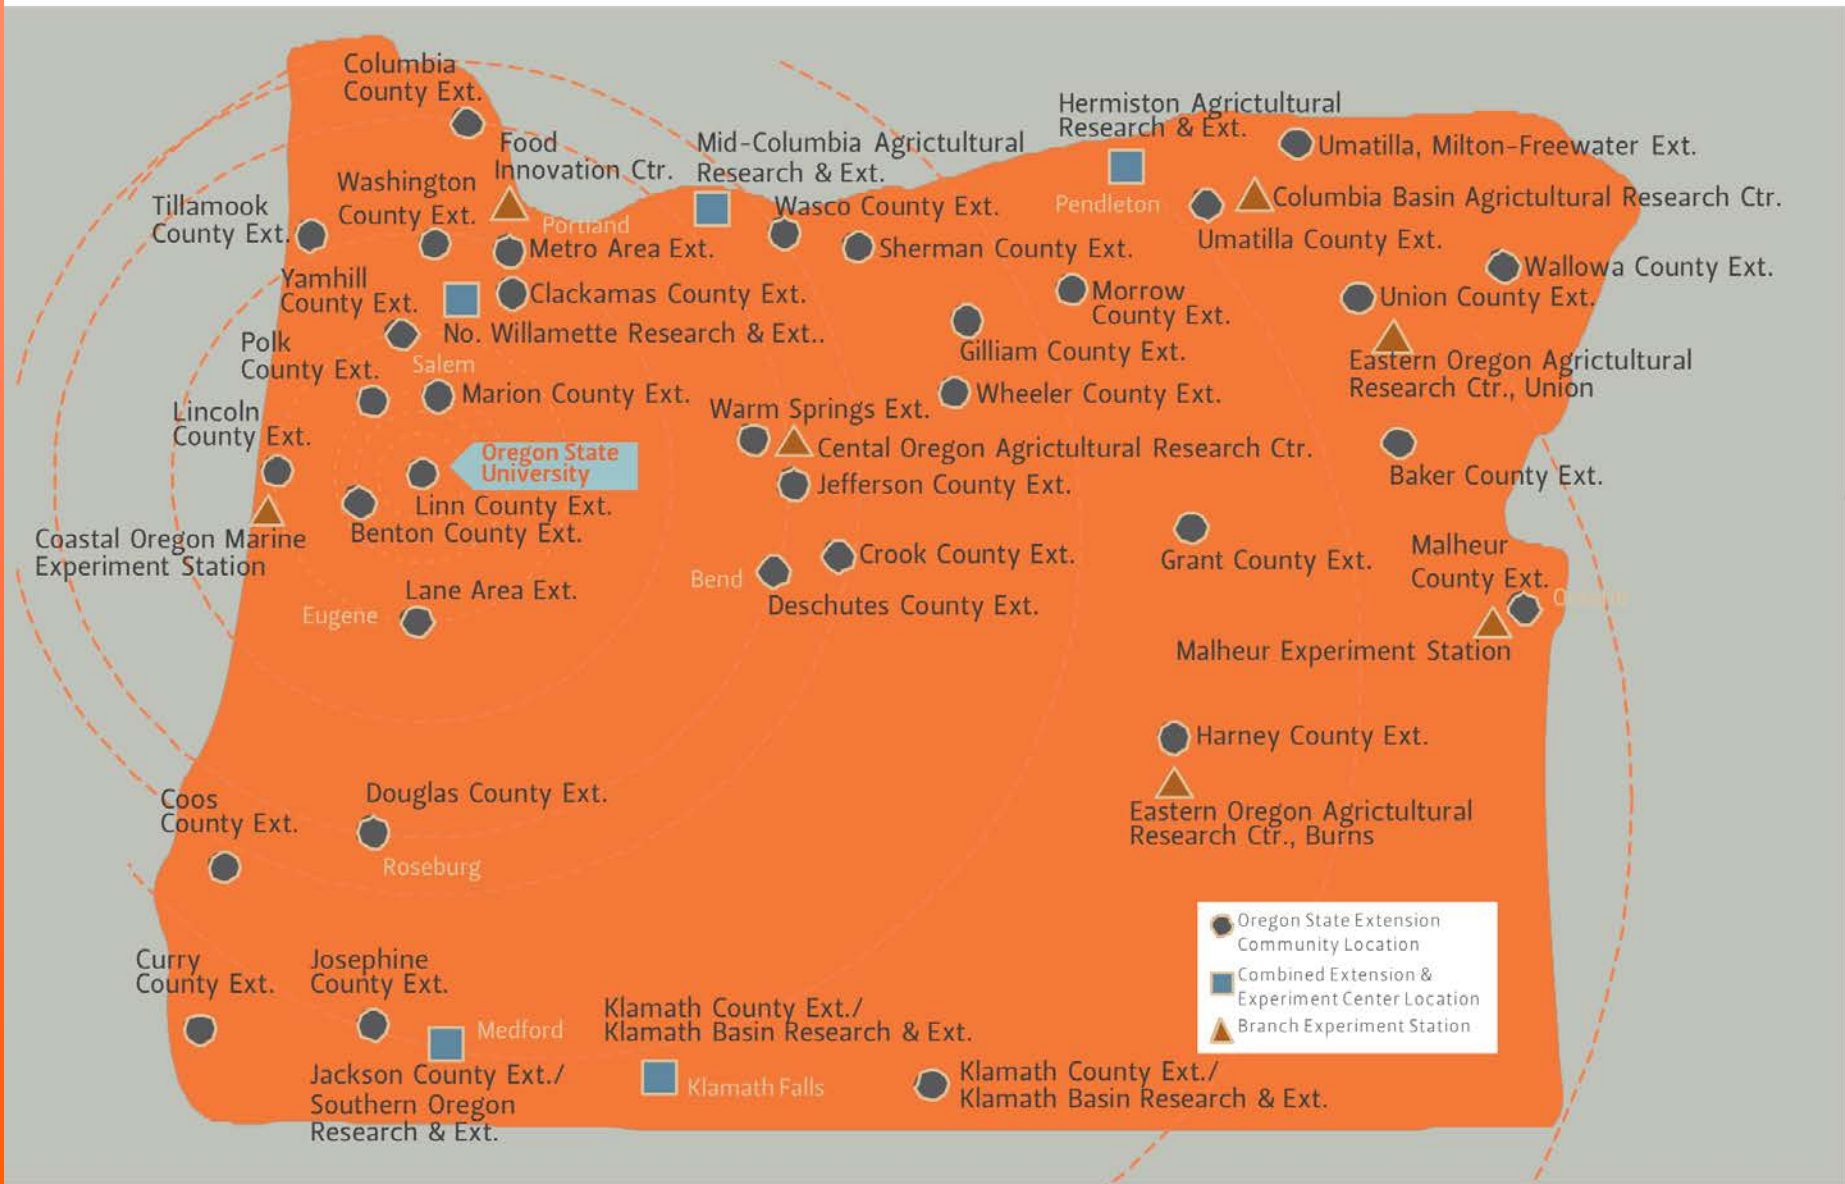 Columbia
County Ext.
Food
Innovation Ctr.
Mid-Columbia Agrictultural
Research & Ext.
Hermiston Agrictultural
Research & Ext.
Umatilla, Milton-Freewater Ext.
Washington
County Ext.
Tillamook
County Ext.
Portland
Wasco County Ext.
Pendleton
Columbia Basin Agrictultural Research Ctr.
Metro Area Ext.
Sherman County Ext.
Umatilla County Ext.
Wallowa County Ext.
Yamhill
County Ext.
Clackamas County Ext.
Morrow
County Ext.
Union County Ext.
No. Willamette Research & Ext..
Polk
County Ext.
Salem
Gilliam County Ext.
Eastern Oregon Agrictultural
Research Ctr., Union
Marion County Ext.
Wheeler County Ext.
Lincoln
County Ext.
Warm Springs Ext.
Cental Oregon Agrictultural Research Ctr.
Oregon State
University
Jefferson County Ext.
Baker County Ext.
Linn County Ext.
Benton County Ext.
Coastal Oregon Marine
Experiment Station
Crook County Ext.
Grant County Ext.
Malheur
County Ext.
Bend
Deschutes County Ext.
Lane Area Ext.
Eugene
Malheur Experiment Station
Harney County Ext.
Eastern Oregon Agrictultural
Research Ctr., Burns
Coos
County Ext.
Douglas County Ext.
Roseburg
Curry
County Ext.
Josephine
County Ext.
Medford
Jackson County Ext./
Southern Oregon
Research & Ext.
Klamath County Ext./
Klamath Basin Research & Ext.
Klamath Falls
Klamath County Ext./
Klamath Basin Research & Ext.
Oregon State Extension
Community Location
Combined Extension &
Experiment Center Location
Branch Experiment Station